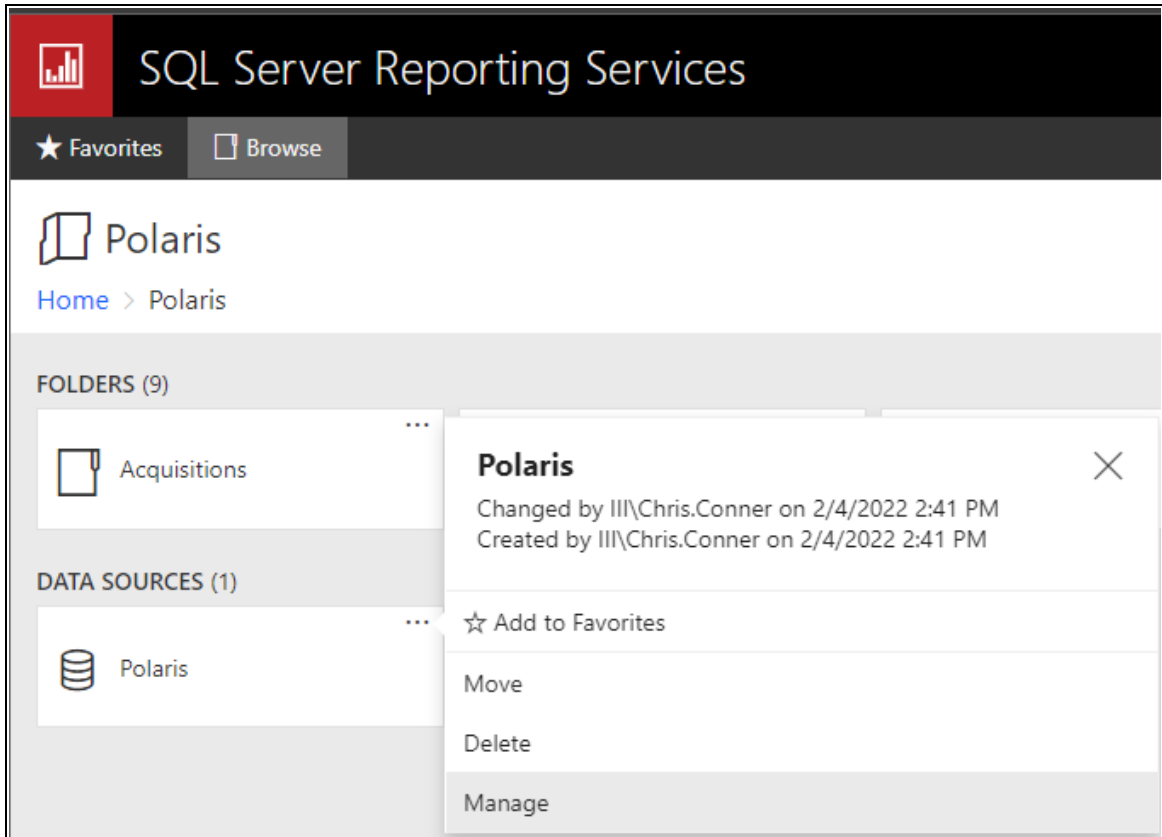 SQL Server Reporting Services
Favorites Browse
Polaris
Home > Polaris
FOLDERS (9)
...
Acquisitions
Polaris
Changed by III\Chris.Conner on 2/4/2022 2:41 PM
Created by III\Chris.Conner on 2/4/2022 2:41 PM
DATA SOURCES (1)
...
Polaris
Add to Favorites
Move
Delete
Manage